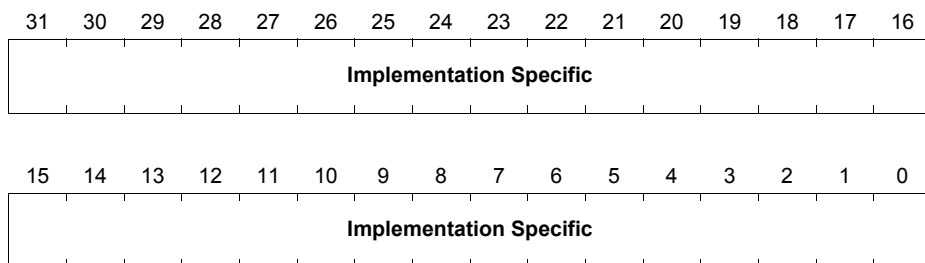 31 30 29 28 27 26 25 24 23 22 21 20 19 18 17 16
Implementation Specific
15 14 13 12 11 10 9 8 7 6 5 4 3 2 1 0
Implementation Specific